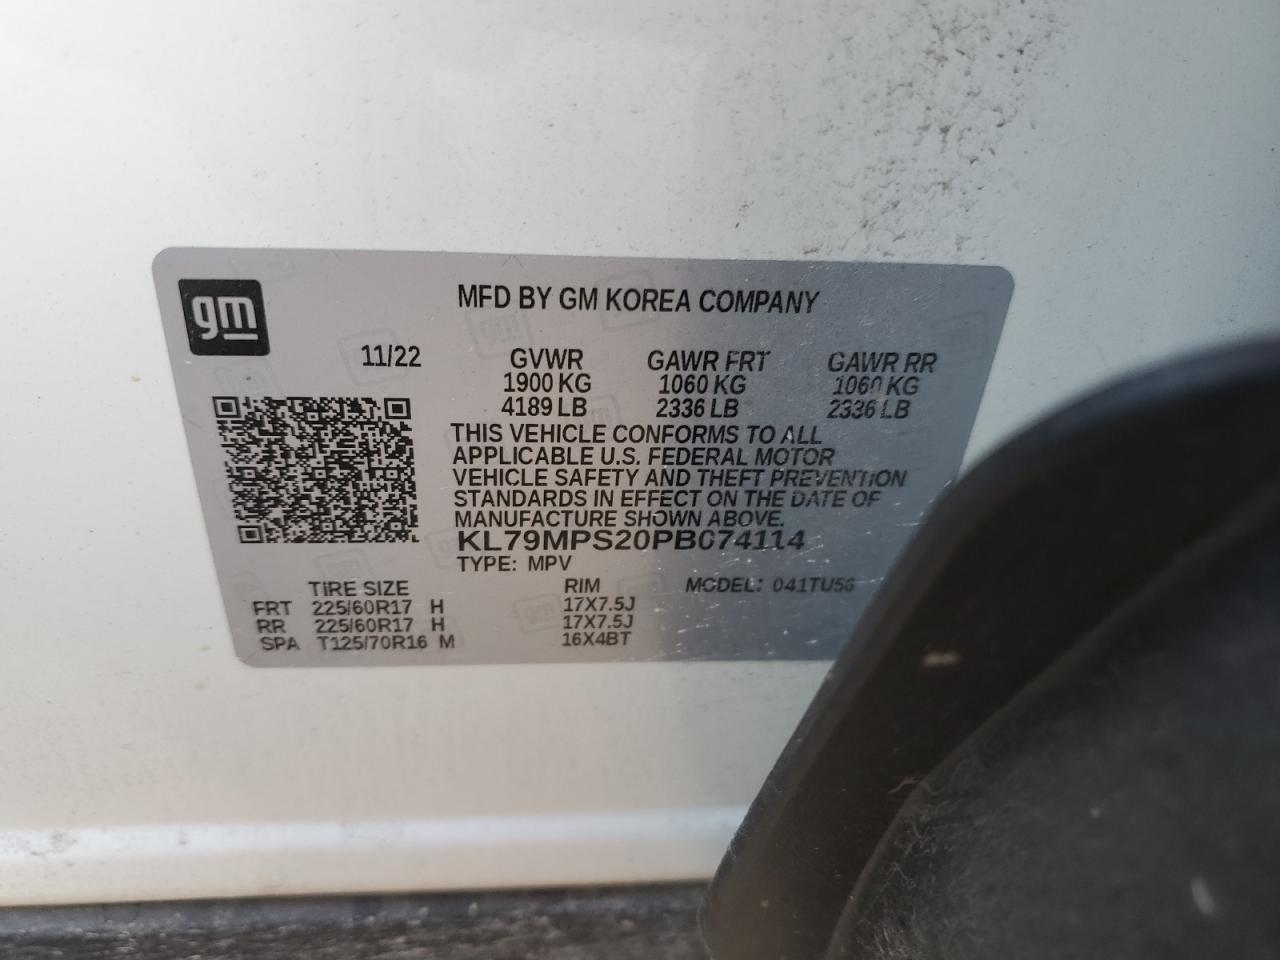 gm
MFD BY GM KOREA COMPANY
11/22 GVWR GAWR FRT GAWR RR
1900 KG 1060 KG 1060 KG
4189 LB 2336 LB 2336 LB
THIS VEHICLE CONFORMS TO ALL
APPLICABLE U.S. FEDERAL MOTOR
VEHICLE SAFETY AND THEFT PREVENTION
STANDARDS IN EFFECT ON THE DATE OF
MANUFACTURE SHOWN ABOVE.
KL79MPS20PB074114
TYPE: MPV
TIRE SIZE RIM MODEL: 041TU56
FRT 225/60R17 H 17X7.5J
RR 225/60R17 H 17X7.5J
SPA T125/70R16 M 16X4BT